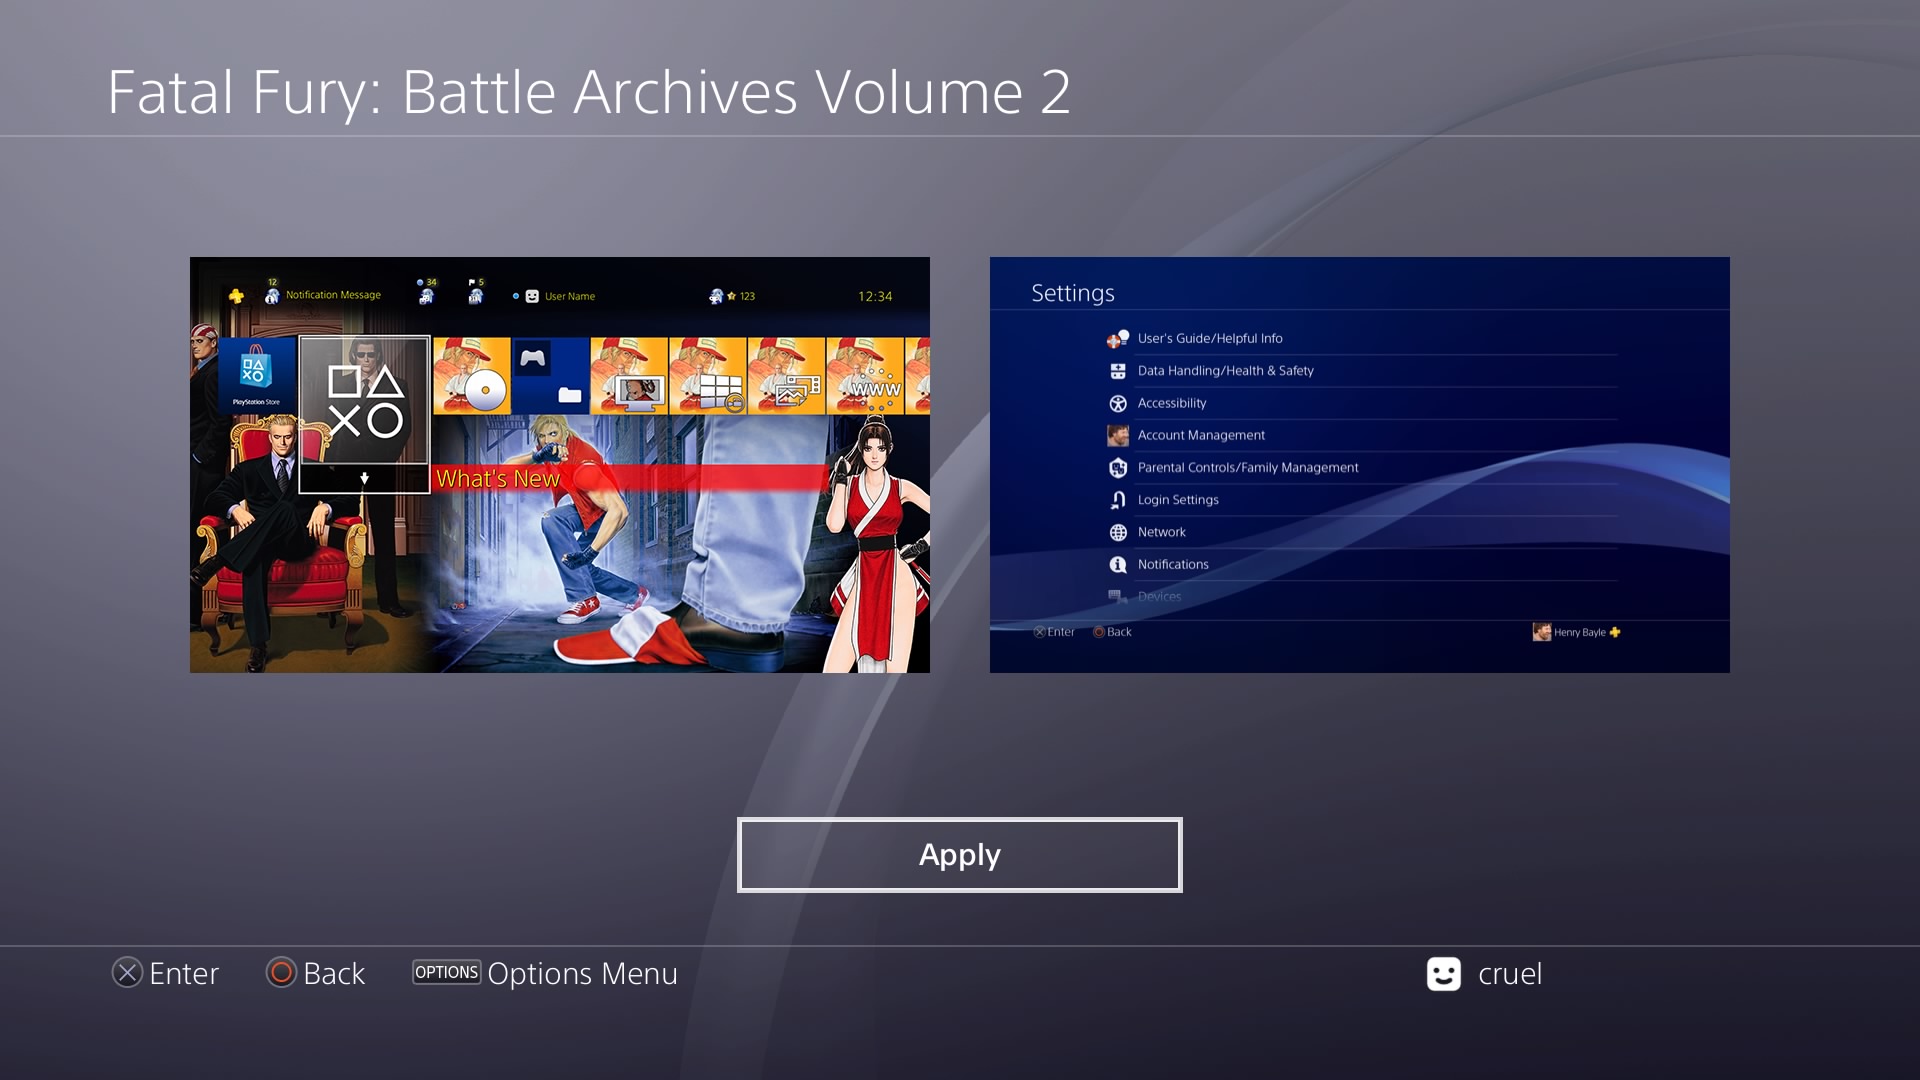 Fatal Fury: Battle Archives Volume 2
12
Notification Message
34
5
User Name
123
12:34
PlayStation Store
WWW
What's New
Settings
User's Guide/Helpful Info
Data Handling/Health & Safety
Accessibility
Account Management
Parental Controls/Family Management
Login Settings
Network
Notifications
Devices
Enter
Back
Henry Bayle
Apply
Enter
Back
OPTIONS Options Menu
cruel